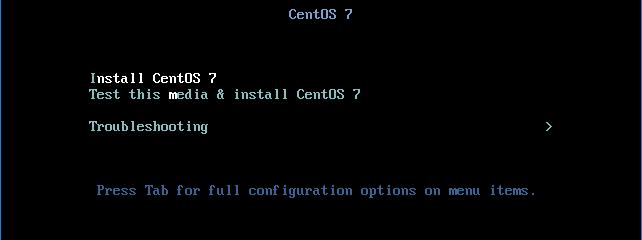 CentOS 7
Install CentOS 7
Test this media & install CentOS 7
Troubleshooting >
Press Tab for full configuration options on menu items.